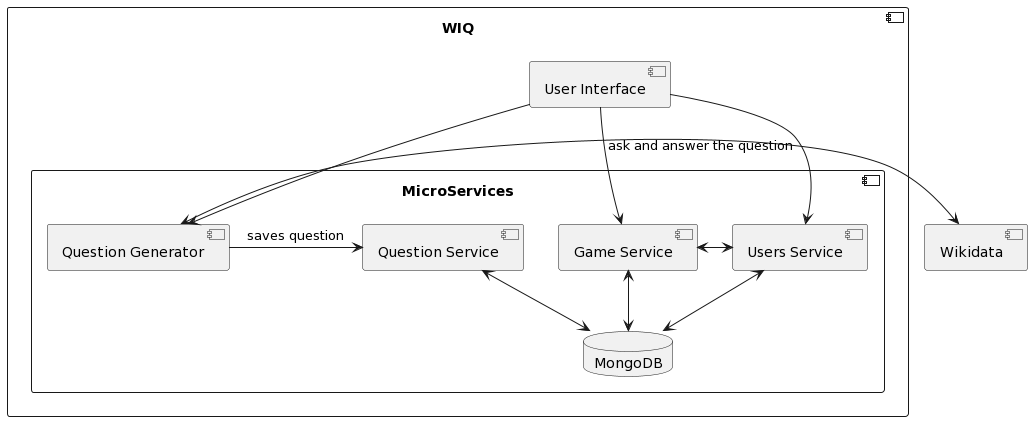 WIQ
User Interface
ask and answer the question
MicroServices
Question Generator
saves question
Question Service
Game Service
Users Service
Wikidata
MongoDB